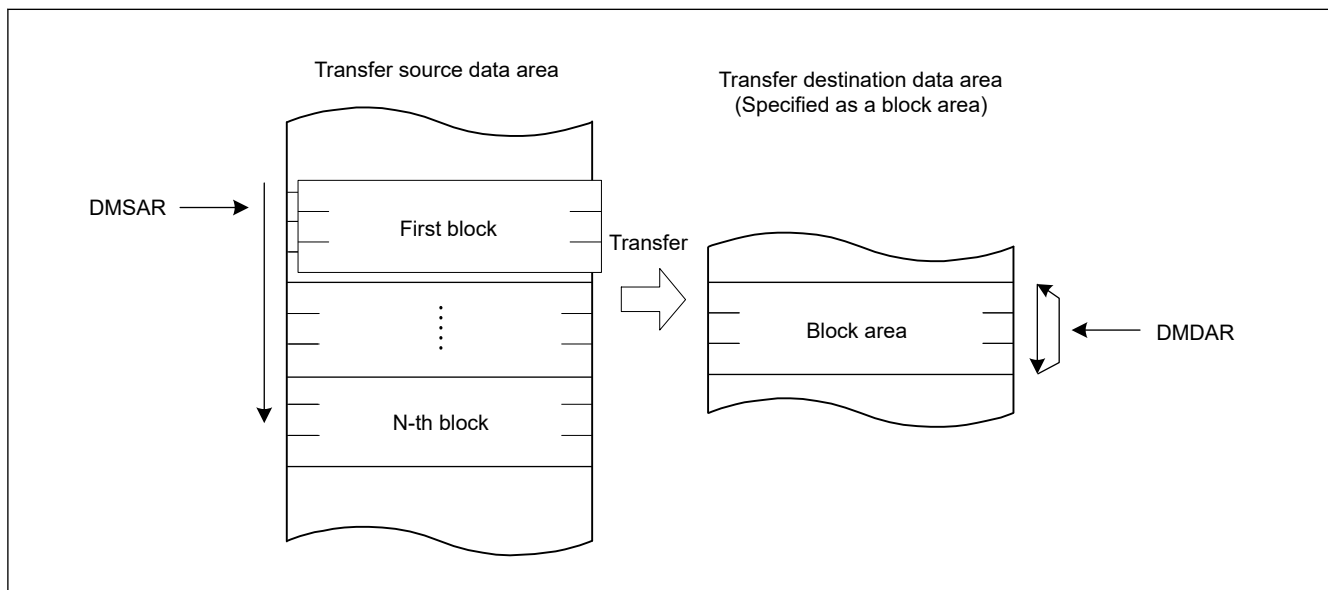 Transfer source data area
Transfer destination data area
(Specified as a block area)
DMSAR
First block
Transfer
Block area
DMDAR
N-th block